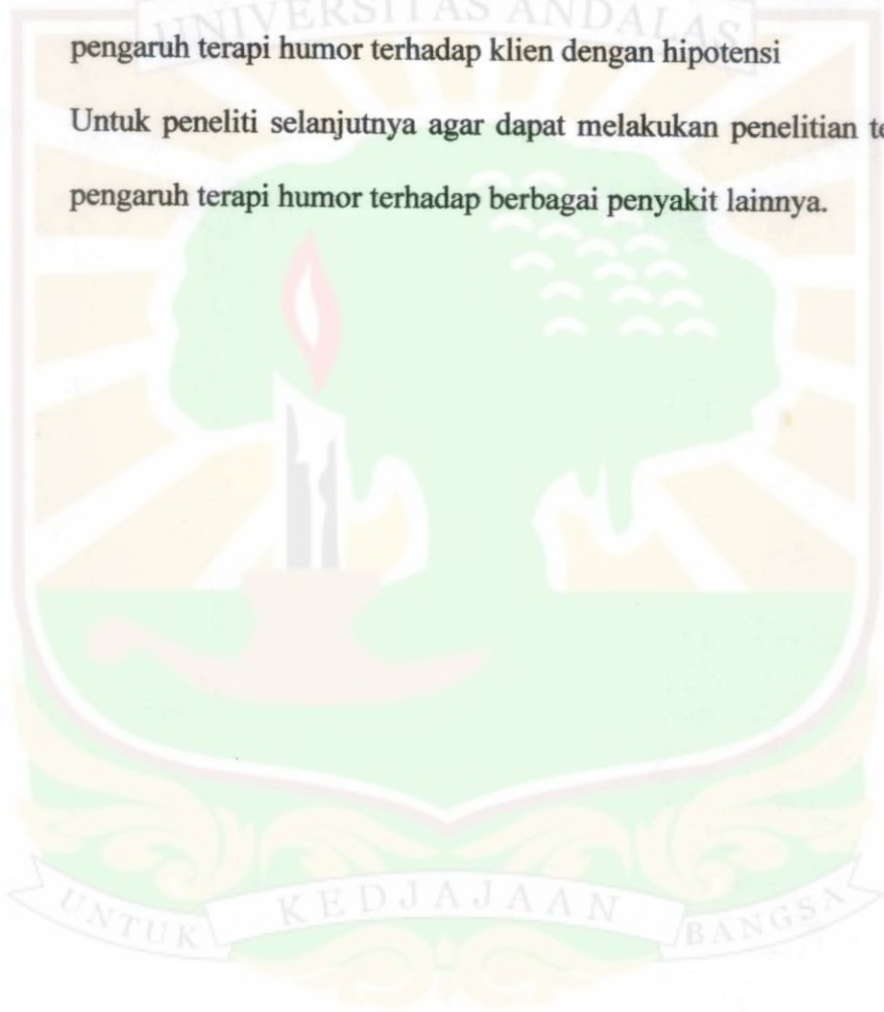 UNIVERSITAS ANDALAS
pengaruh terapi humor terhadap klien dengan hipotensi
Untuk peneliti selanjutnya agar dapat melakukan penelitian te
pengaruh terapi humor terhadap berbagai penyakit lainnya.
UNTUK KEDJAJAAN BANGSA